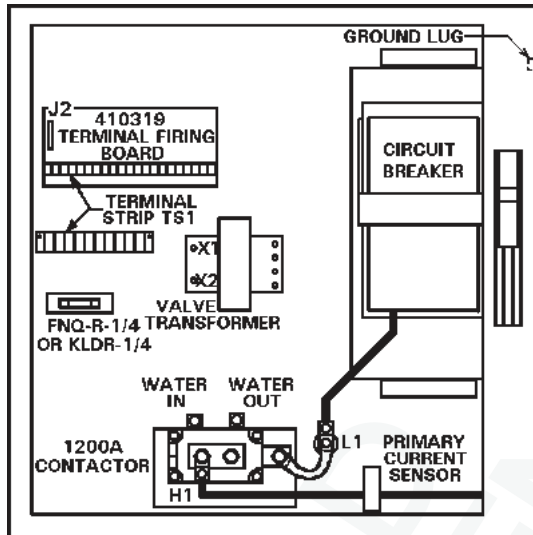 GROUND LUG
J2
410319
TERMINAL FIRING
BOARD
CIRCUIT
BREAKER
TERMINAL
STRIP TS1
X1
X2
VALVE
TRANSFORMER
FNQ-R-1/4
OR KLDR-1/4
WATER
IN
WATER
OUT
1200A
CONTACTOR
L1
PRIMARY
CURRENT
SENSOR
H1